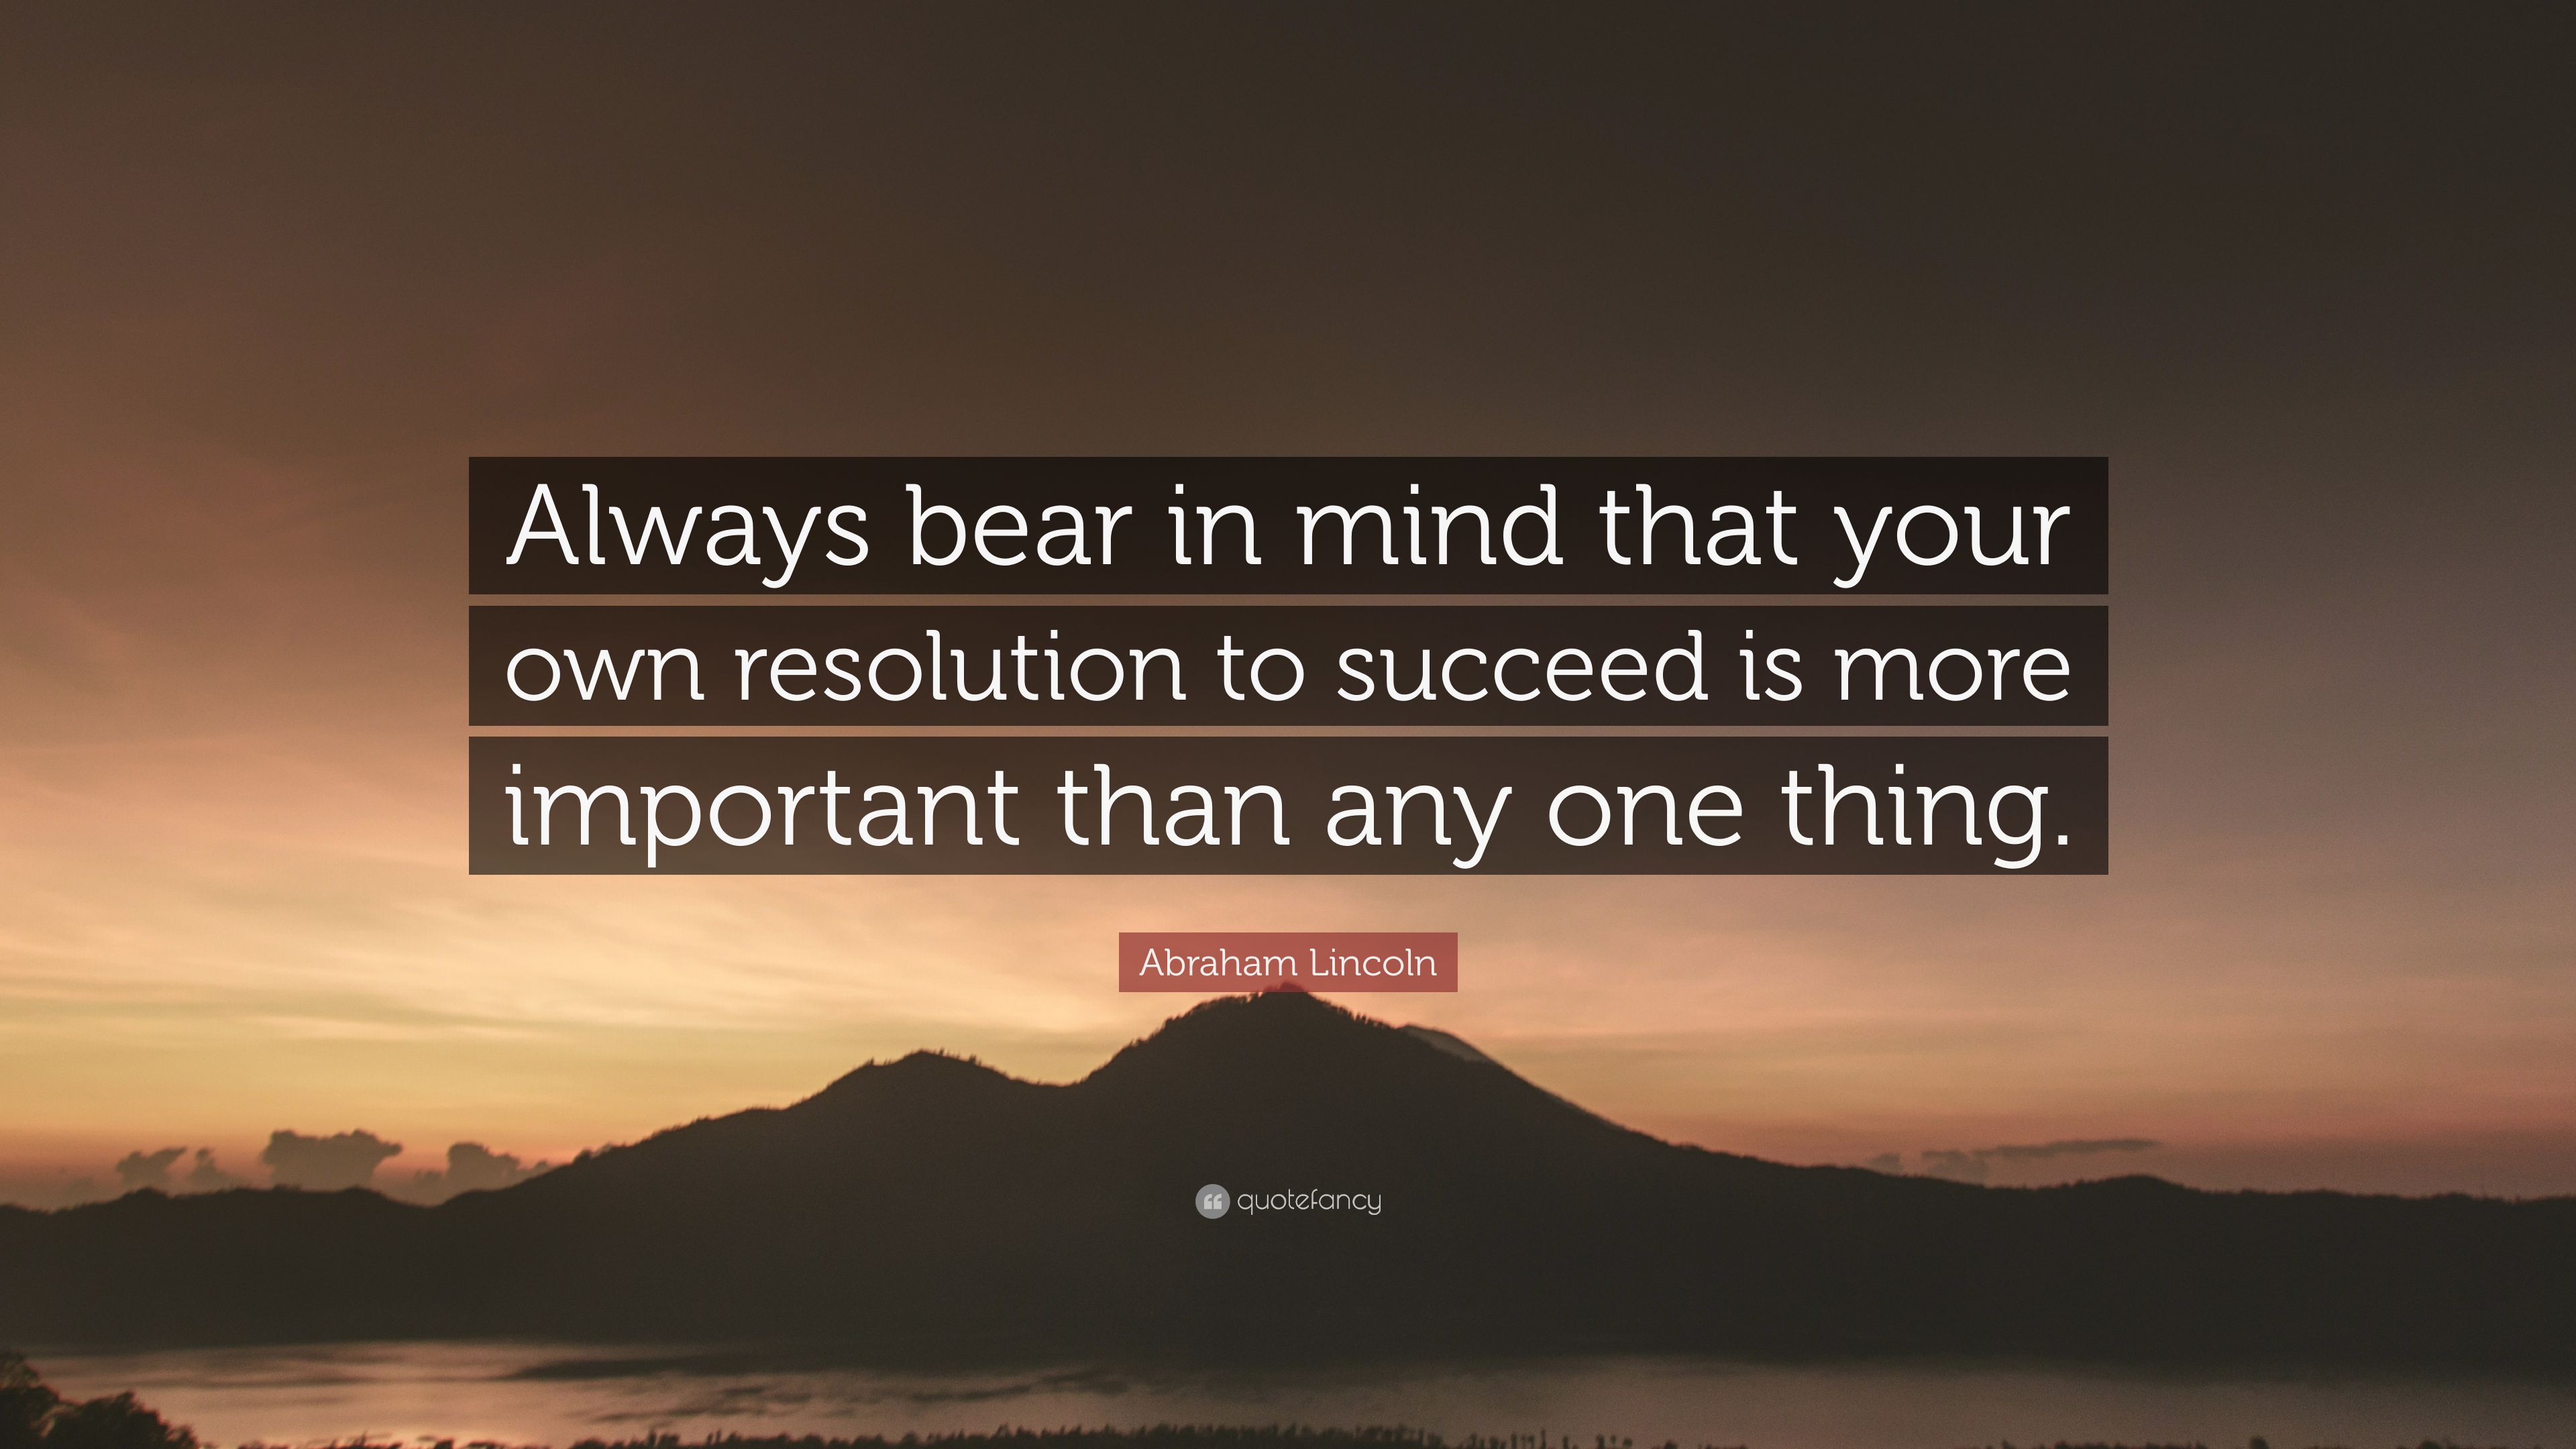 Always bear in mind that your
own resolution to succeed is more
important than any one thing.
Abraham Lincoln
quotefancy